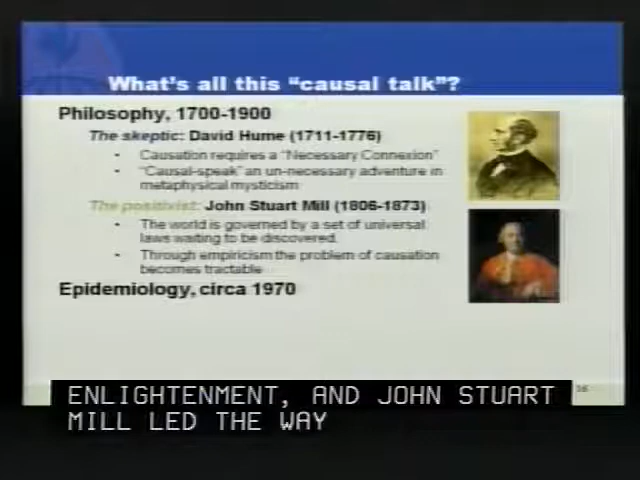 What's all this "causal talk"?
Philosophy, 1700-1900
The skeptic: David Hume (1711-1776)
• Causation requires a "Necessary Connexion"
• "Causal-speak" an un-necessary adventure in
metaphysical mysticism
The positivist: John Stuart Mill (1806-1873)
• The world is governed by a set of universal
laws waiting to be discovered.
• Through empiricism the problem of causation
becomes tractable
Epidemiology, circa 1970
16
ENLIGHTENMENT, AND JOHN STUART
MILL LED THE WAY